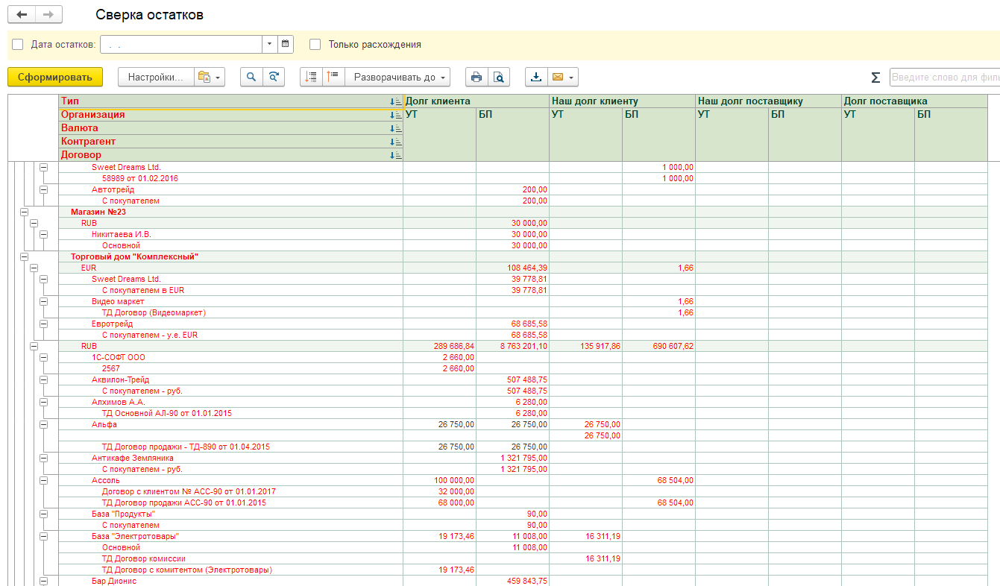 Сверка остатков
Дата остатков: . . Только расхождения
Сформировать Настройки... Разворачивать до Σ Введите слово для филь
Тип Долг клиента Наш долг клиенту Наш долг поставщику Долг поставщика
Организация УТ БП УТ БП УТ БП УТ БП
Валюта
Контрагент
Договор
Sweet Dreams Ltd. 1 000,00
58989 от 01.02.2016 1 000,00
Автотрейд 200,00
С покупателем 200,00
Магазин №23
RUB 30 000,00
Никитаева И.В. 30 000,00
Основной 30 000,00
Торговый дом "Комплексный"
EUR 108 464,39 1,66
Sweet Dreams Ltd. 39 778,81
С покупателем в EUR 39 778,81
Видео маркет 1,66
ТД Договор (Видеомаркет) 1,66
Евротрейд 68 685,58
С покупателем - у.е. EUR 68 685,58
RUB 289 686,84 8 763 201,10 135 917,86 690 607,62
1С-СОФТ ООО 2 660,00
2567 2 660,00
Аквилон-Трейд 507 488,75
С покупателем - руб. 507 488,75
Алхимов А.А. 6 280,00
ТД Основной АЛ-90 от 01.01.2015 6 280,00
Альфа 26 750,00 26 750,00 26 750,00
26 750,00
ТД Договор продажи - ТД-890 от 01.04.2015 26 750,00 26 750,00
Антикафе Земляника 1 321 795,00
С покупателем - руб. 1 321 795,00
Ассоль 100 000,00 68 504,00
Договор с клиентом № АСС-90 от 01.01.2017 32 000,00
ТД Договор продажи АСС-90 от 01.01.2015 68 000,00 68 504,00
База "Продукты" 90,00
С покупателем 90,00
База "Электротовары" 19 173,46 11 008,00 16 311,19
Основной 11 008,00
ТД Договор комиссии 16 311,19
ТД Договор с комитентом (Электротовары) 19 173,46
Бар Дионис 459 843,75